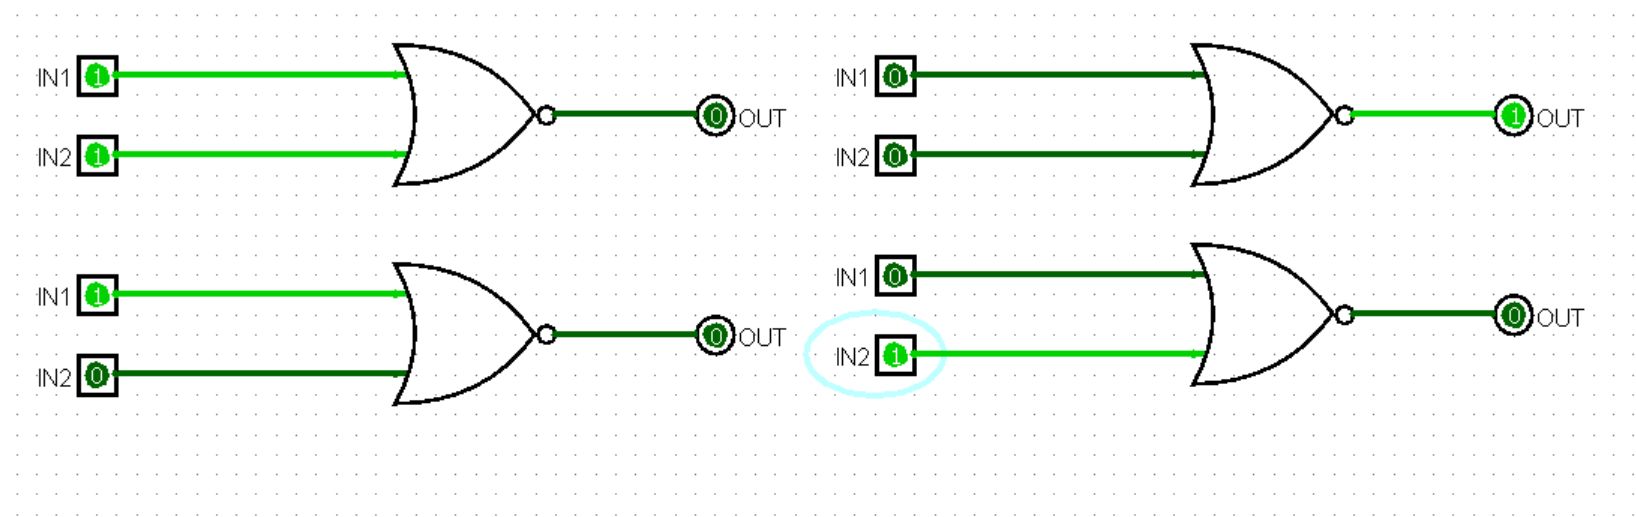 IN1 1 0 OUT
IN2 1
IN1 0 1 OUT
IN2 0
IN1 1 0 OUT
IN2 0
IN1 0 0 OUT
IN2 1